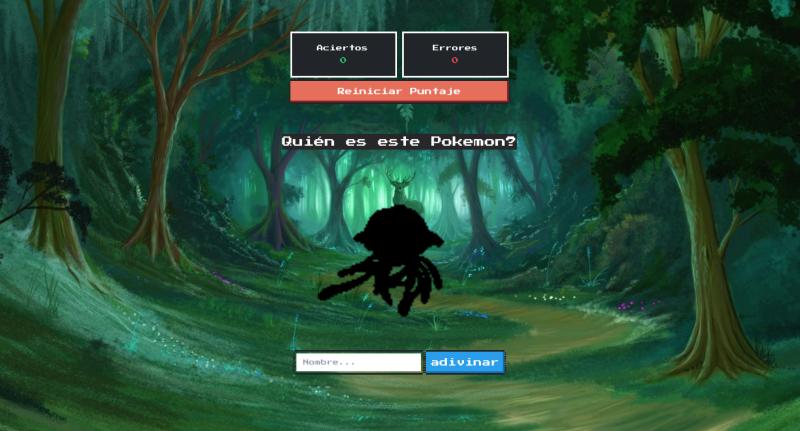 Aciertos
0
Errores
0
Reiniciar Puntaje
Quién es este Pokemon?
Nombre...
adivinar